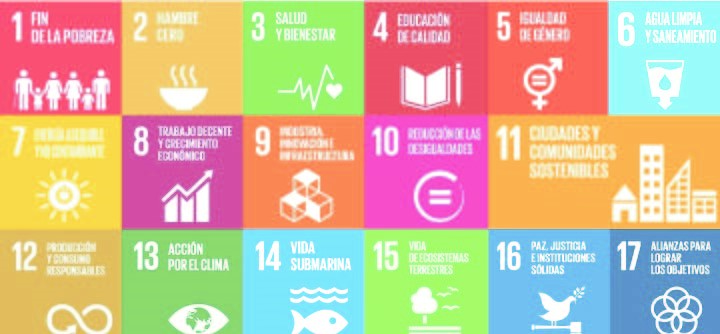 1 FIN
DE LA POBREZA
2 HAMBRE
CERO
3 SALUD
Y BIENESTAR
4 EDUCACIÓN
DE CALIDAD
5 IGUALDAD
DE GÉNERO
6 AGUA LIMPIA
Y SANEAMIENTO
7 ENERGÍA ASEQUIBLE
Y NO CONTAMINANTE
8 TRABAJO DECENTE
Y CRECIMIENTO
ECONÓMICO
9 INDUSTRIA,
INNOVACIÓN E
INFRAESTRUCTURA
10 REDUCCIÓN DE LAS
DESIGUALDADES
11 CIUDADES Y
COMUNIDADES
SOSTENIBLES
12 PRODUCCIÓN
Y CONSUMO
RESPONSABLES
13 ACCIÓN
POR EL CLIMA
14 VIDA
SUBMARINA
15 VIDA
DE ECOSISTEMAS
TERRESTRES
16 PAZ, JUSTICIA
E INSTITUCIONES
SÓLIDAS
17 ALIANZAS PARA
LOGRAR
LOS OBJETIVOS